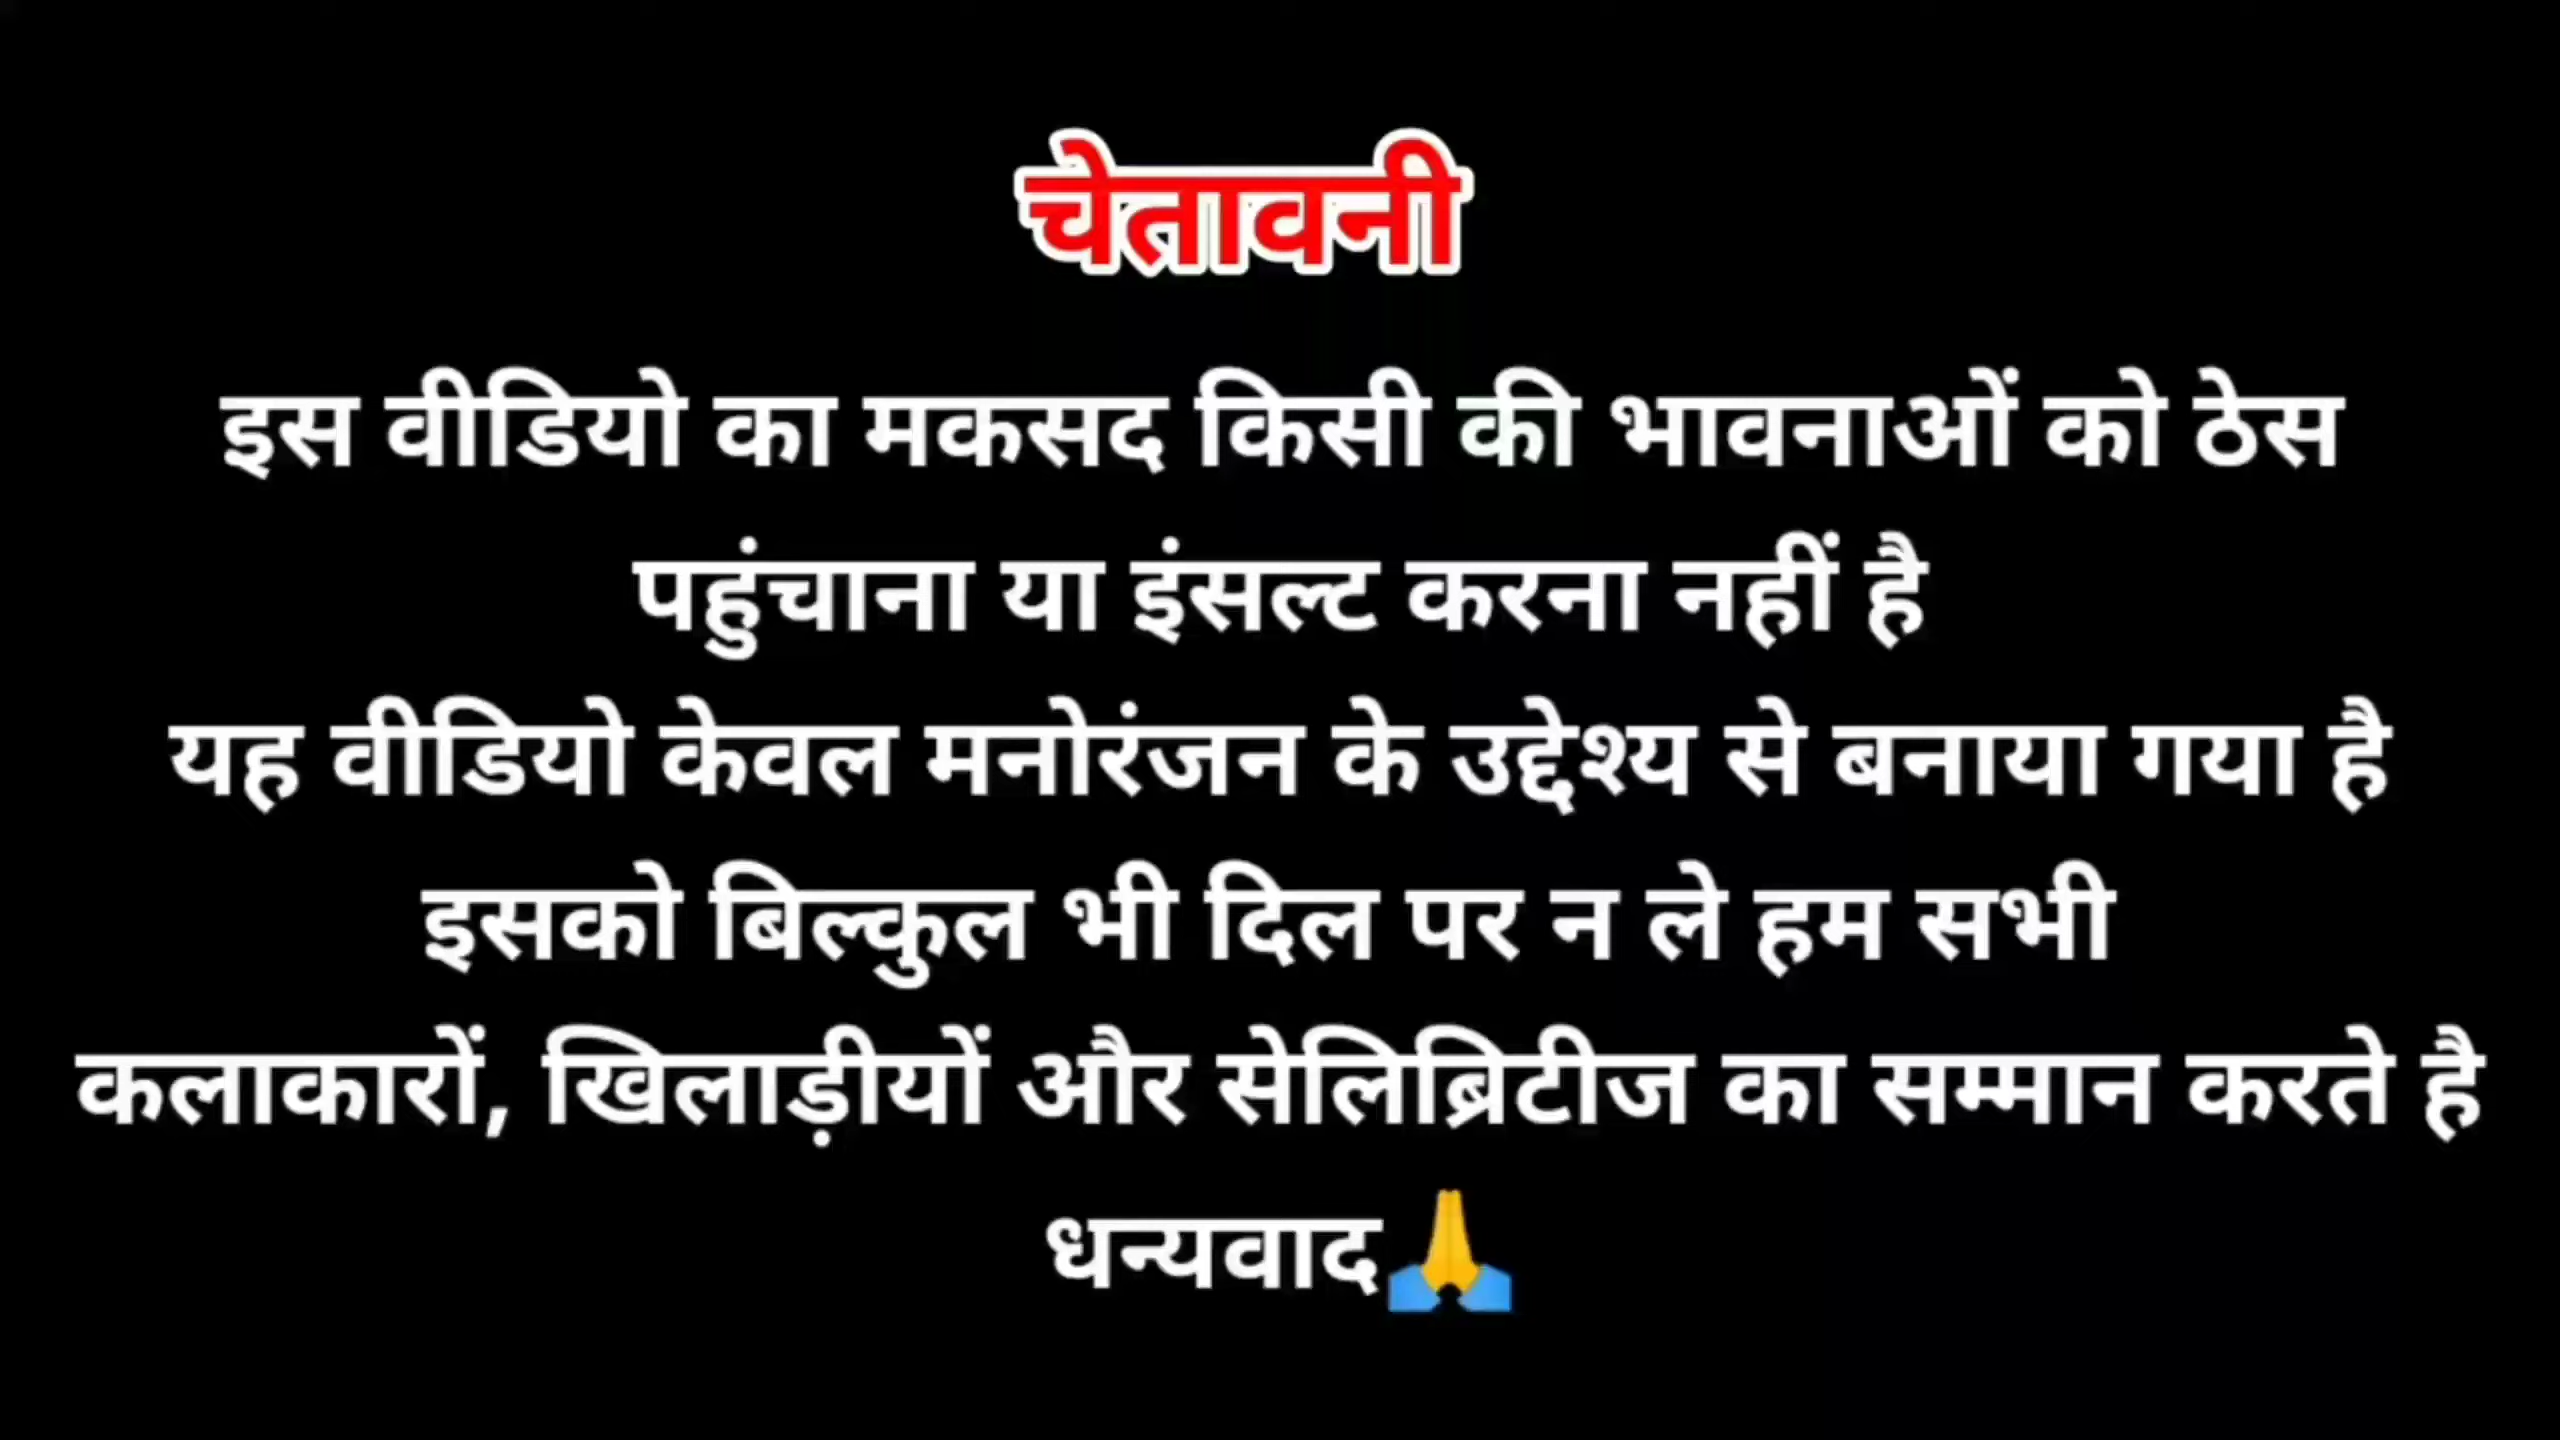 चेतावनी
इस वीडियो का मकसद किसी की भावनाओं को ठेस
पहुंचाना या इंसल्ट करना नहीं है
यह वीडियो केवल मनोरंजन के उद्देश्य से बनाया गया है
इसको बिल्कुल भी दिल पर न ले हम सभी
कलाकारों, खिलाड़ीयों और सेलिब्रिटीज का सम्मान करते है
धन्यवाद🙏